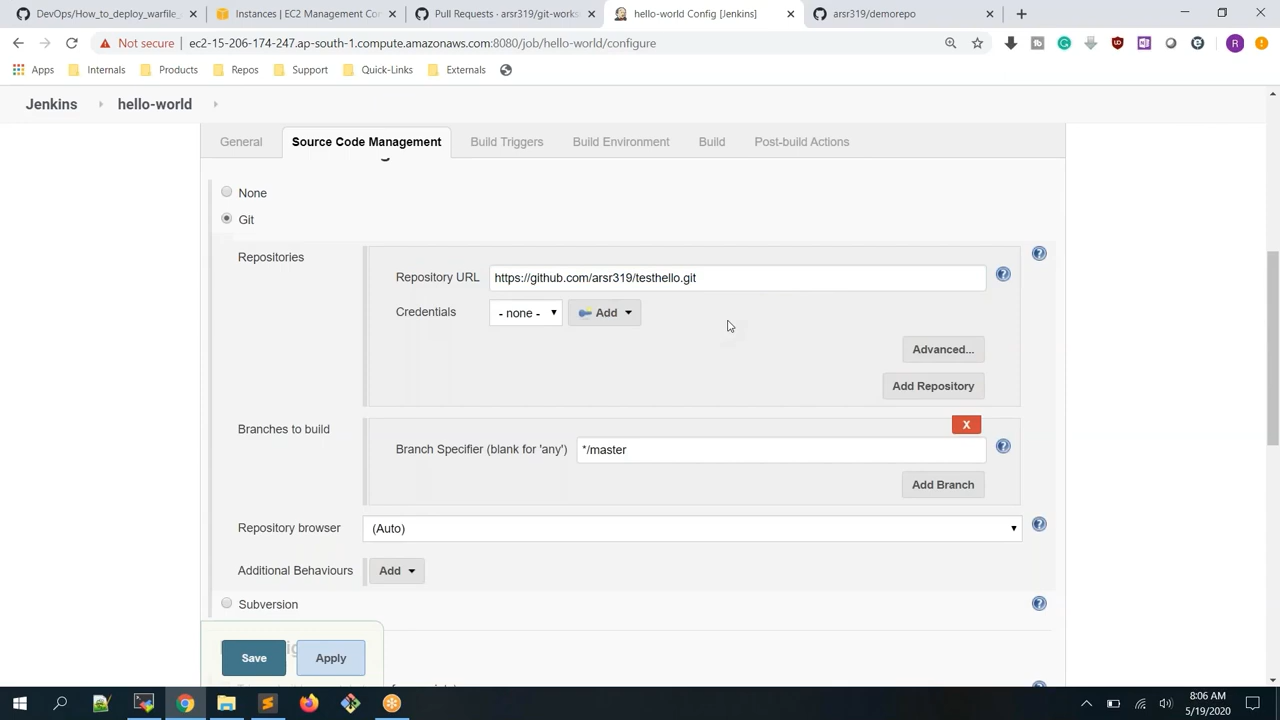 DevOps/How_to_deploy_warfile_
Instances | EC2 Management Co
Pull Requests · arsr319/git-works
hello-world Config [Jenkins]
arsr319/demorepo
Not secure
ec2-15-206-174-247.ap-south-1.compute.amazonaws.com:8080/job/hello-world/configure
R
Apps
Internals
Products
Repos
Support
Quick-Links
Externals
Jenkins
hello-world
General
Source Code Management
Build Triggers
Build Environment
Build
Post-build Actions
None
Git
Repositories
Repository URL
https://github.com/arsr319/testhello.git
Credentials
- none -
Add
Advanced...
Add Repository
Branches to build
X
Branch Specifier (blank for 'any')
*/master
Add Branch
Repository browser
(Auto)
Additional Behaviours
Add
Subversion
Save
Apply
8:06 AM
5/19/2020